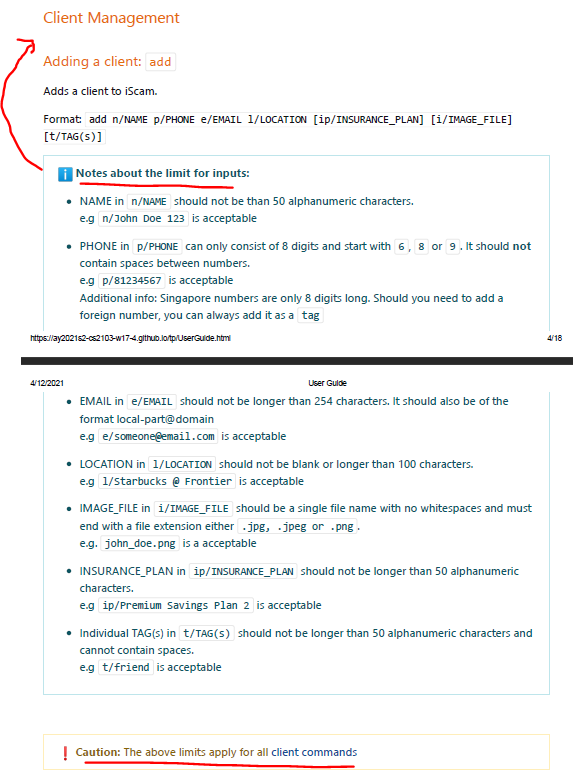 Client Management
Adding a client: add
Adds a client to iScam.
Format: add n/NAME p/PHONE e/EMAIL l/LOCATION [ip/INSURANCE_PLAN] [i/IMAGE_FILE]
[t/TAG(s)]
Notes about the limit for inputs:
NAME in n/NAME should not be than 50 alphanumeric characters.
e.g n/John Doe 123 is acceptable
PHONE in p/PHONE can only consist of 8 digits and start with 6, 8 or 9. It should not
contain spaces between numbers.
e.g p/81234567 is acceptable
Additional info: Singapore numbers are only 8 digits long. Should you need to add a
foreign number, you can always add it as a tag
https://ay2021s2-cs2103-w17-4.github.io/tp/UserGuide.html 4/18
4/12/2021 User Guide
EMAIL in e/EMAIL should not be longer than 254 characters. It should also be of the
format local-part@domain
e.g e/someone@email.com is acceptable
LOCATION in l/LOCATION should not be blank or longer than 100 characters.
e.g l/Starbucks @ Frontier is acceptable
IMAGE_FILE in i/IMAGE_FILE should be a single file name with no whitespaces and must
end with a file extension either .jpg, .jpeg or .png.
e.g. john_doe.png is a acceptable
INSURANCE_PLAN in ip/INSURANCE_PLAN should not be longer than 50 alphanumeric
characters.
e.g ip/Premium Savings Plan 2 is acceptable
Individual TAG(s) in t/TAG(s) should not be longer than 50 alphanumeric characters and
cannot contain spaces.
e.g t/friend is acceptable
Caution: The above limits apply for all client commands